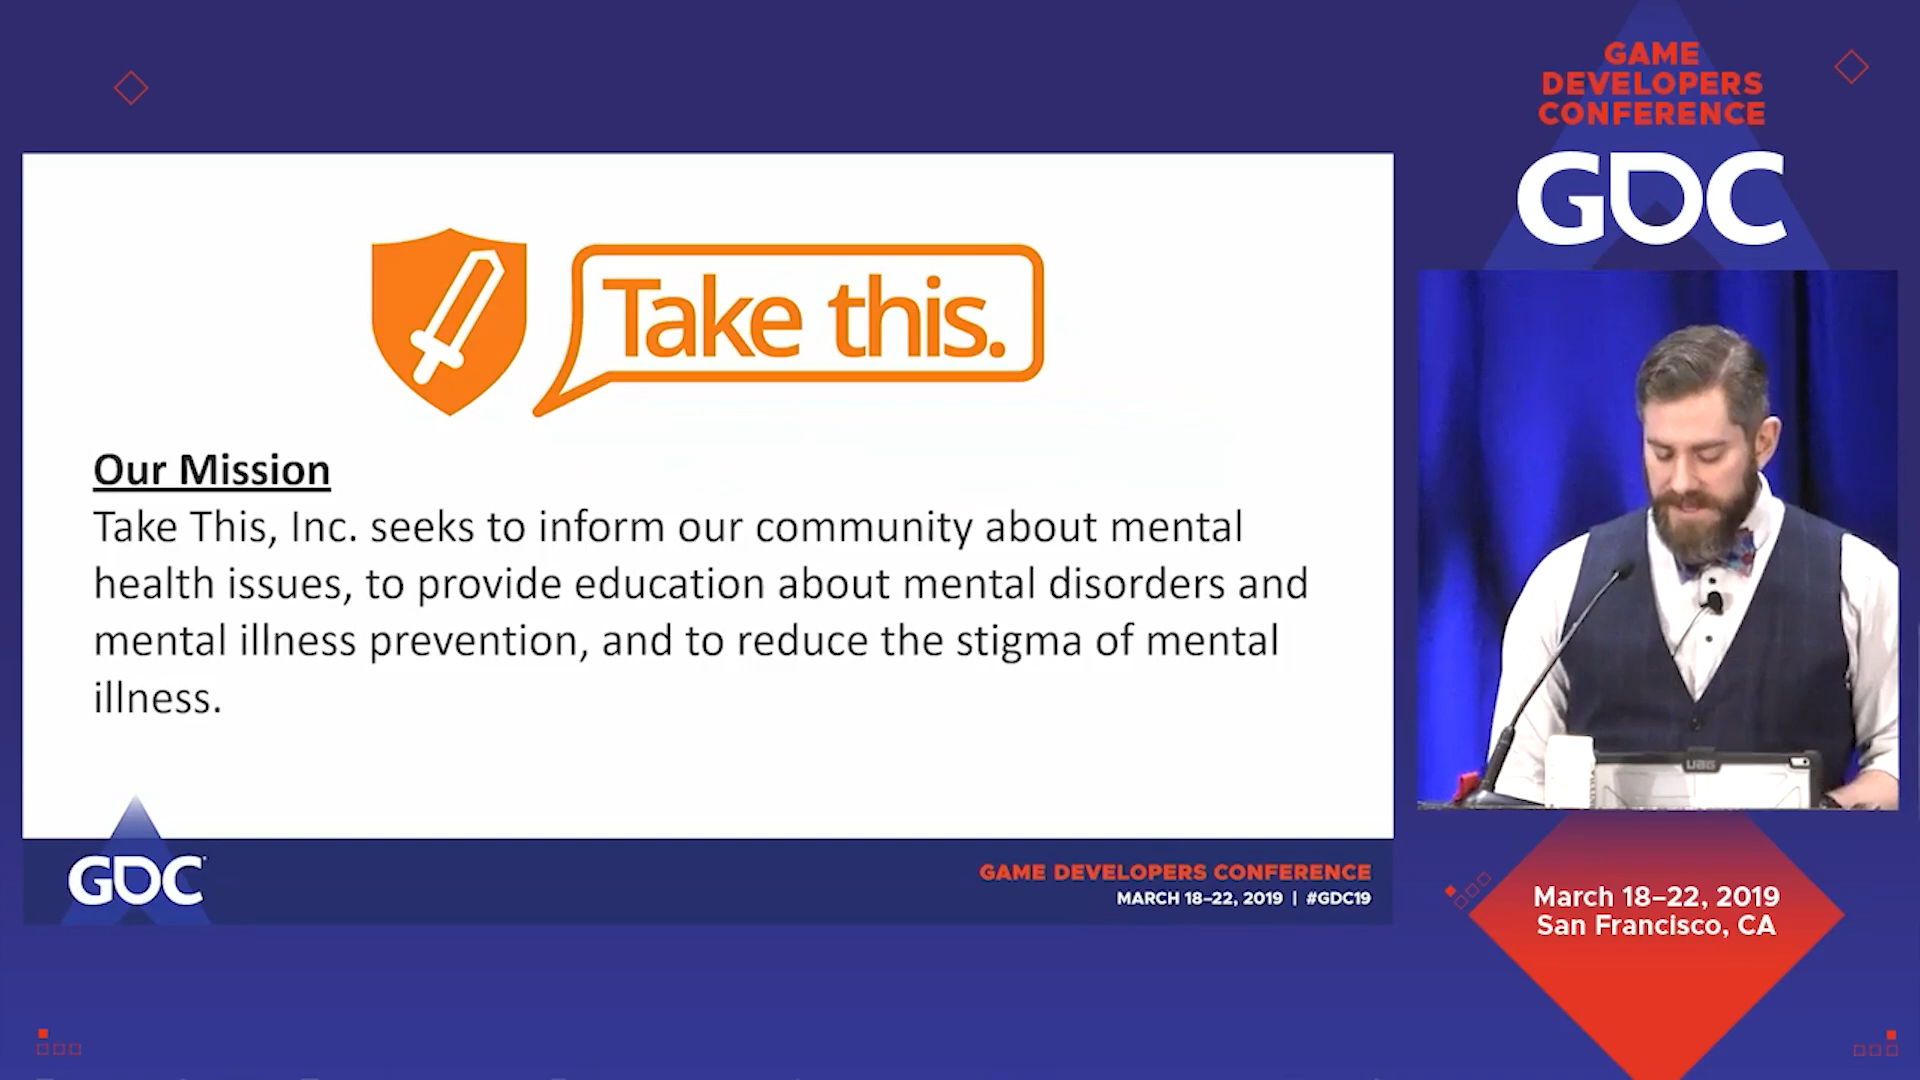 GAME
DEVELOPERS
CONFERENCE
GDC
Take this.
Our Mission
Take This, Inc. seeks to inform our community about mental
health issues, to provide education about mental disorders and
mental illness prevention, and to reduce the stigma of mental
illness.
GDC
GAME DEVELOPERS CONFERENCE
MARCH 18–22, 2019 | #GDC19
UAG
March 18–22, 2019
San Francisco, CA